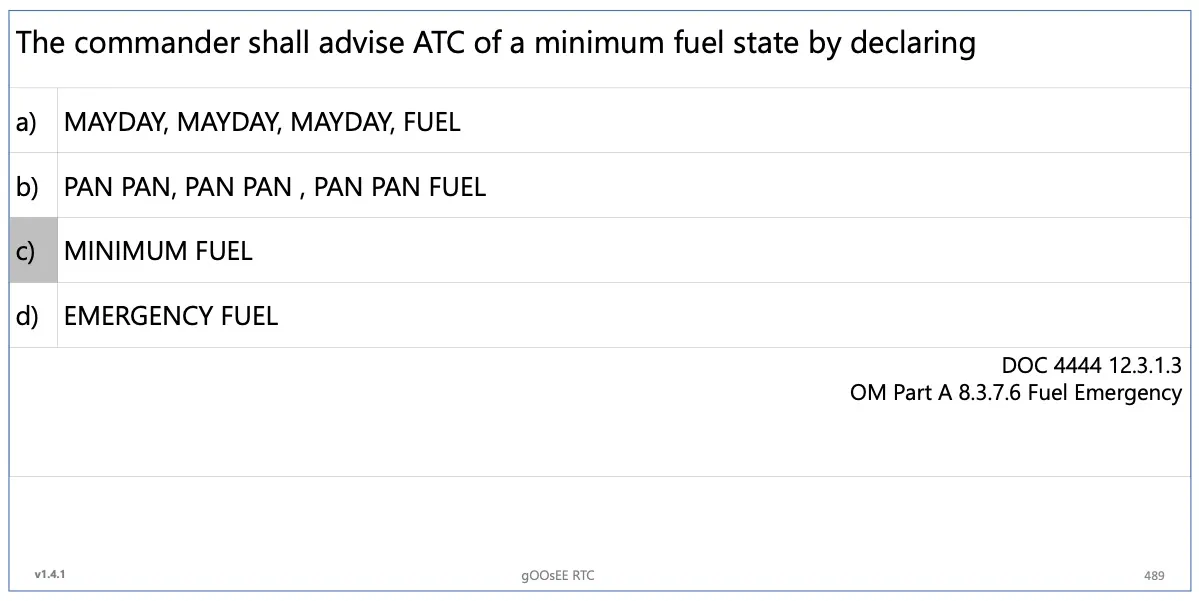 The commander shall advise ATC of a minimum fuel state by declaring
a) MAYDAY, MAYDAY, MAYDAY, FUEL
b) PAN PAN, PAN PAN , PAN PAN FUEL
c) MINIMUM FUEL
d) EMERGENCY FUEL
DOC 4444 12.3.1.3
OM Part A 8.3.7.6 Fuel Emergency
v1.4.1 gOOsEE RTC 489